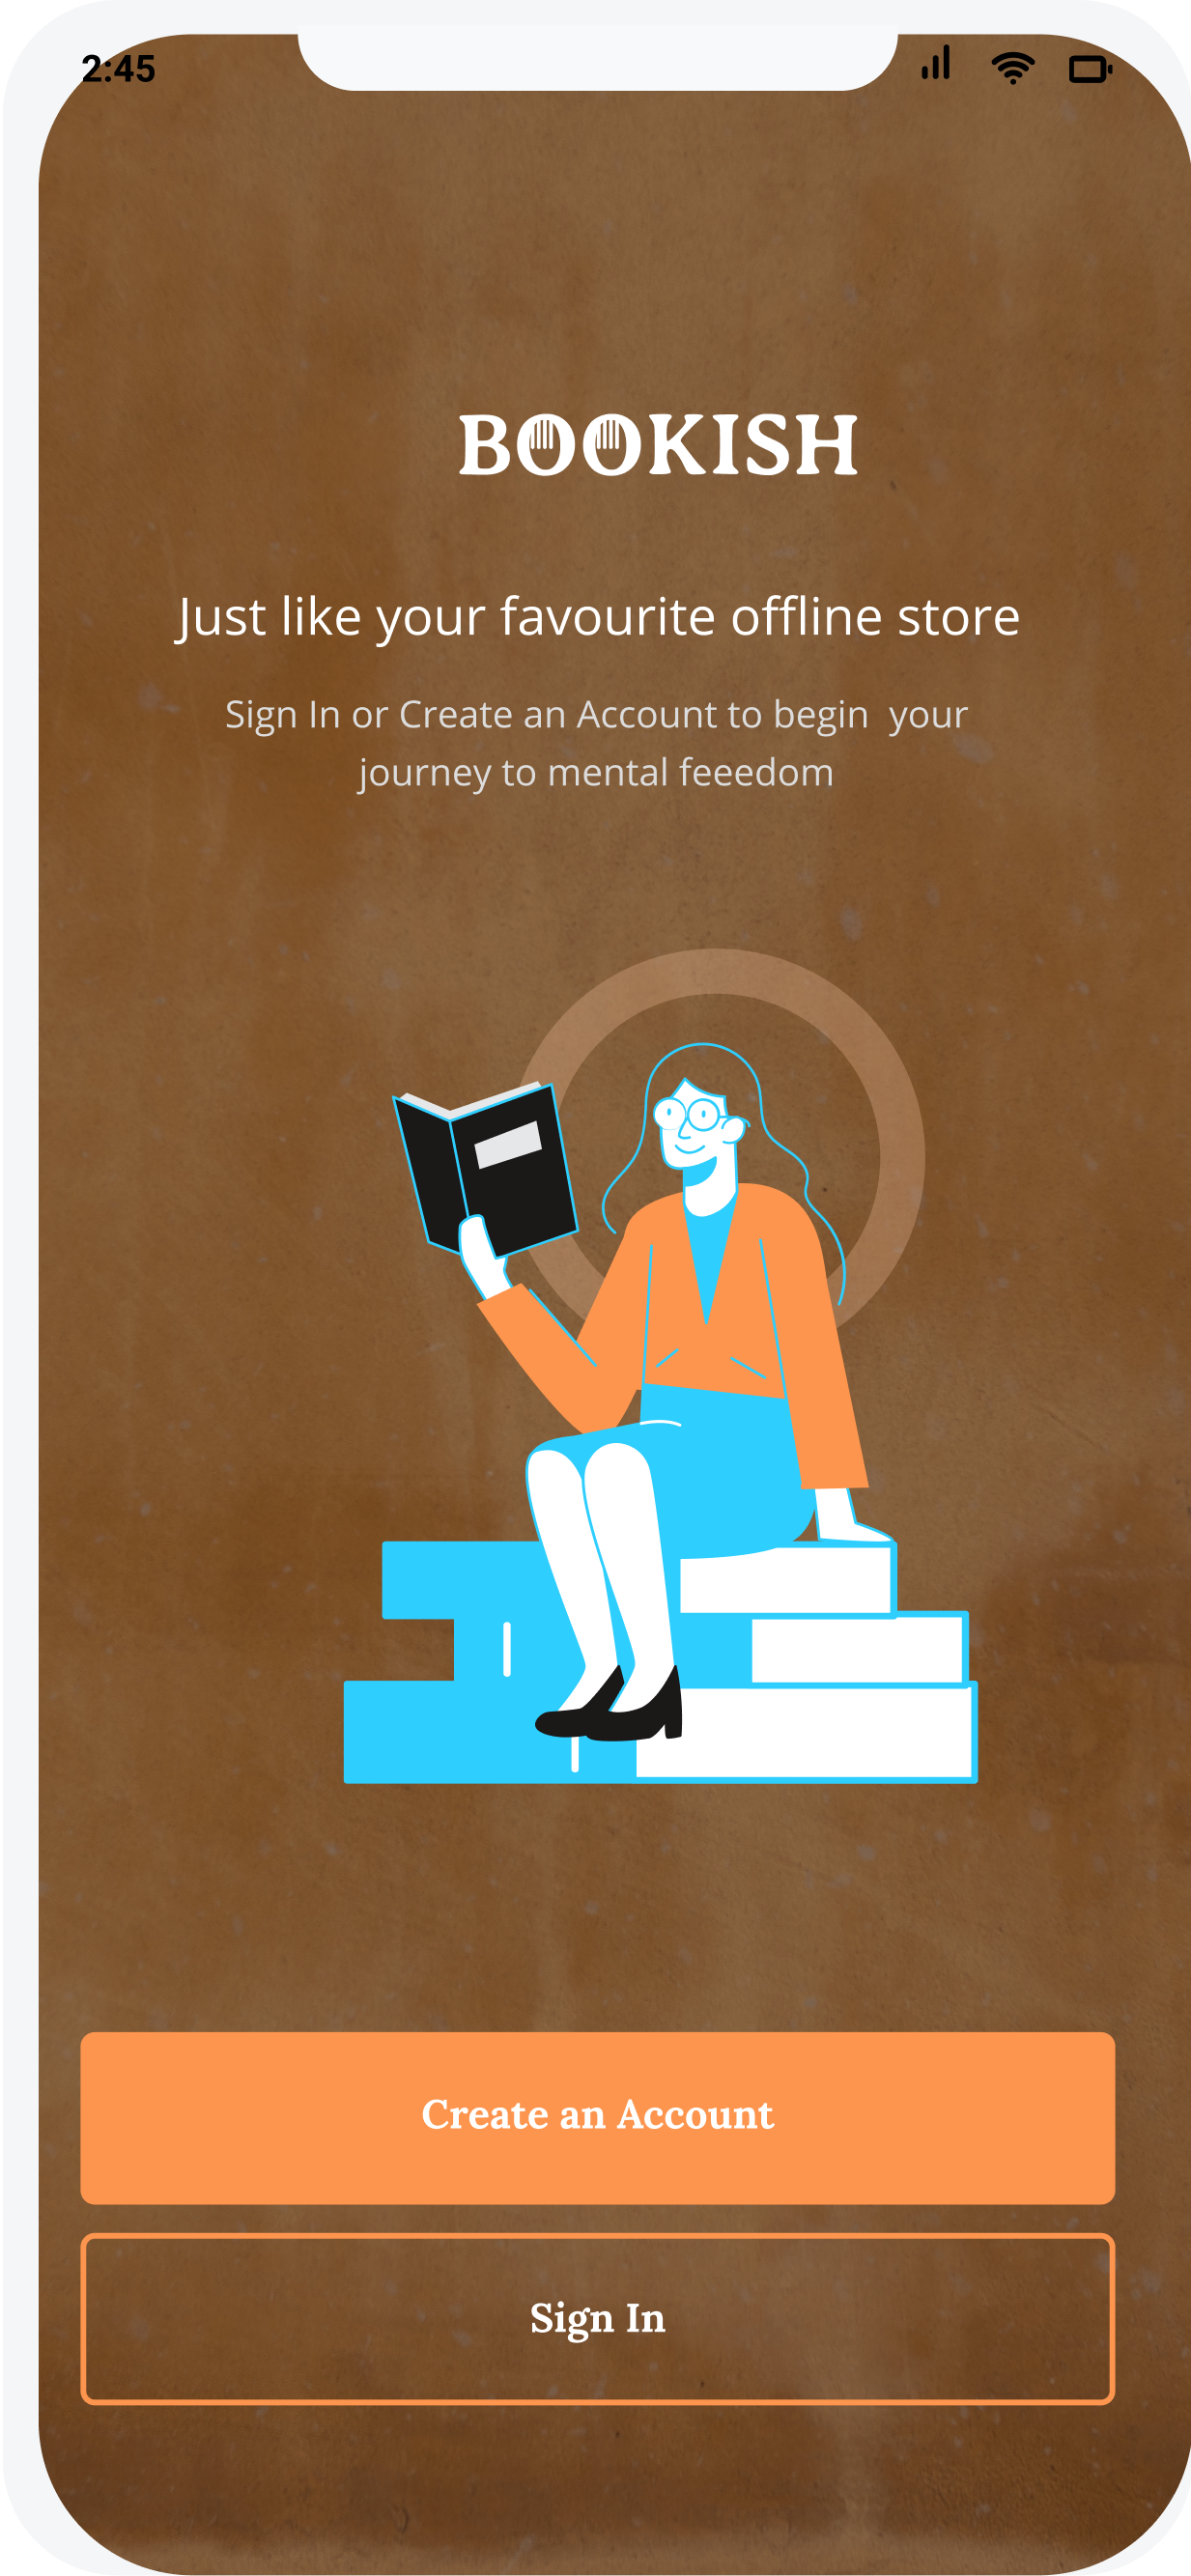 2:45
BOOKISH
Just like your favourite offline store
Sign In or Create an Account to begin  your
journey to mental feeedom
Create an Account
Sign In